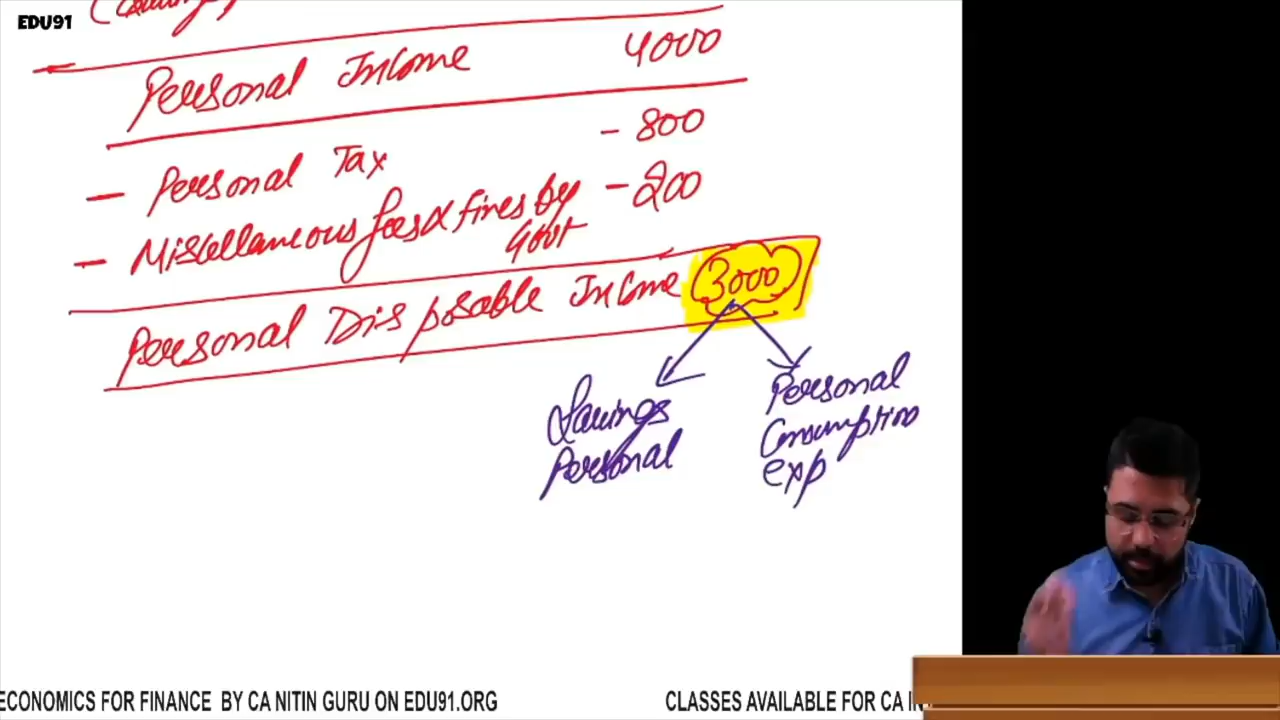 EDU91
Personal Income 4000
- Personal Tax - 800
- Miscellaneous fees & fines by - 200
Govt
Personal Disposable Income 3000
Savings Personal
Personal Consumption exp
ECONOMICS FOR FINANCE BY CA NITIN GURU ON EDU91.ORG
CLASSES AVAILABLE FOR CA IN